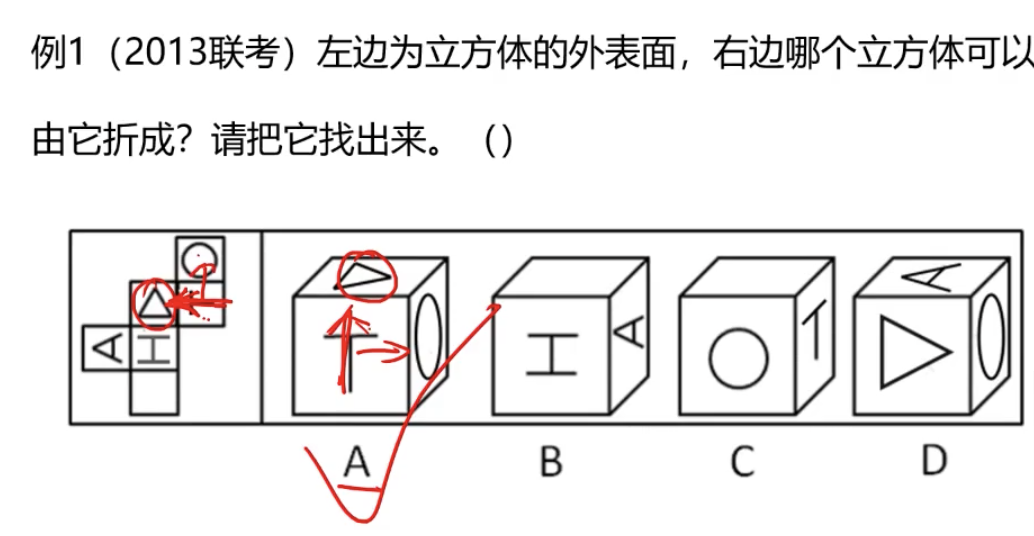 例1（2013联考）左边为立方体的外表面，右边哪个立方体可以
由它折成？请把它找出来。（）
A H
T H A T A
A B C D